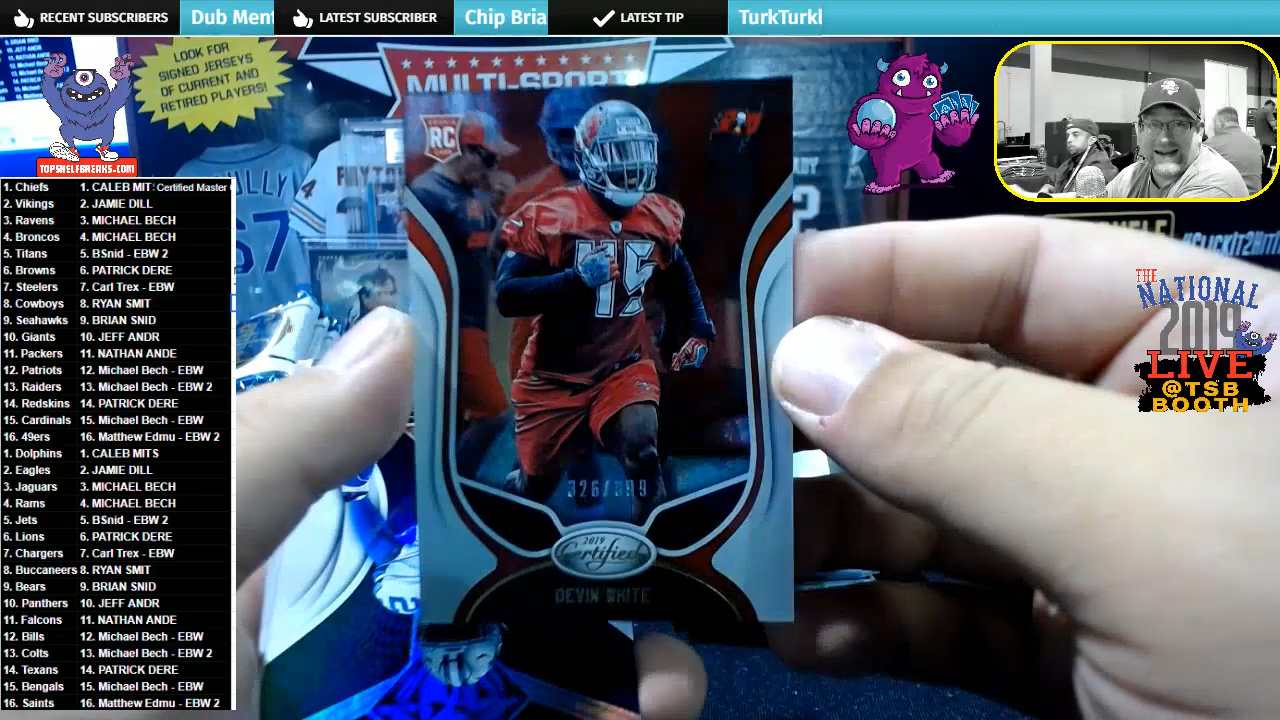 RECENT SUBSCRIBERS
Dub Ment
LATEST SUBSCRIBER
Chip Bria
LATEST TIP
TurkTurkl
LOOK FOR
SIGNED JERSEYS
OF CURRENT AND
RETIRED PLAYERS!
MULTI-SPORT
TOPSHELFBREAKS.COM
RC
45
326/999
2019
Certified
DEVIN WHITE
THE
NATIONAL
2019
LIVE
@TSB
BOOTH
1. Chiefs 1. CALEB MIT Certified Master
2. Vikings 2. JAMIE DILL
3. Ravens 3. MICHAEL BECH
4. Broncos 4. MICHAEL BECH
5. Titans 5. BSnid - EBW 2
6. Browns 6. PATRICK DERE
7. Steelers 7. Carl Trex - EBW
8. Cowboys 8. RYAN SMIT
9. Seahawks 9. BRIAN SNID
10. Giants 10. JEFF ANDR
11. Packers 11. NATHAN ANDE
12. Patriots 12. Michael Bech - EBW
13. Raiders 13. Michael Bech - EBW 2
14. Redskins 14. PATRICK DERE
15. Cardinals 15. Michael Bech - EBW
16. 49ers 16. Matthew Edmu - EBW 2
1. Dolphins 1. CALEB MITS
2. Eagles 2. JAMIE DILL
3. Jaguars 3. MICHAEL BECH
4. Rams 4. MICHAEL BECH
5. Jets 5. BSnid - EBW 2
6. Lions 6. PATRICK DERE
7. Chargers 7. Carl Trex - EBW
8. Buccaneers 8. RYAN SMIT
9. Bears 9. BRIAN SNID
10. Panthers 10. JEFF ANDR
11. Falcons 11. NATHAN ANDE
12. Bills 12. Michael Bech - EBW
13. Colts 13. Michael Bech - EBW 2
14. Texans 14. PATRICK DERE
15. Bengals 15. Michael Bech - EBW
16. Saints 16. Matthew Edmu - EBW 2